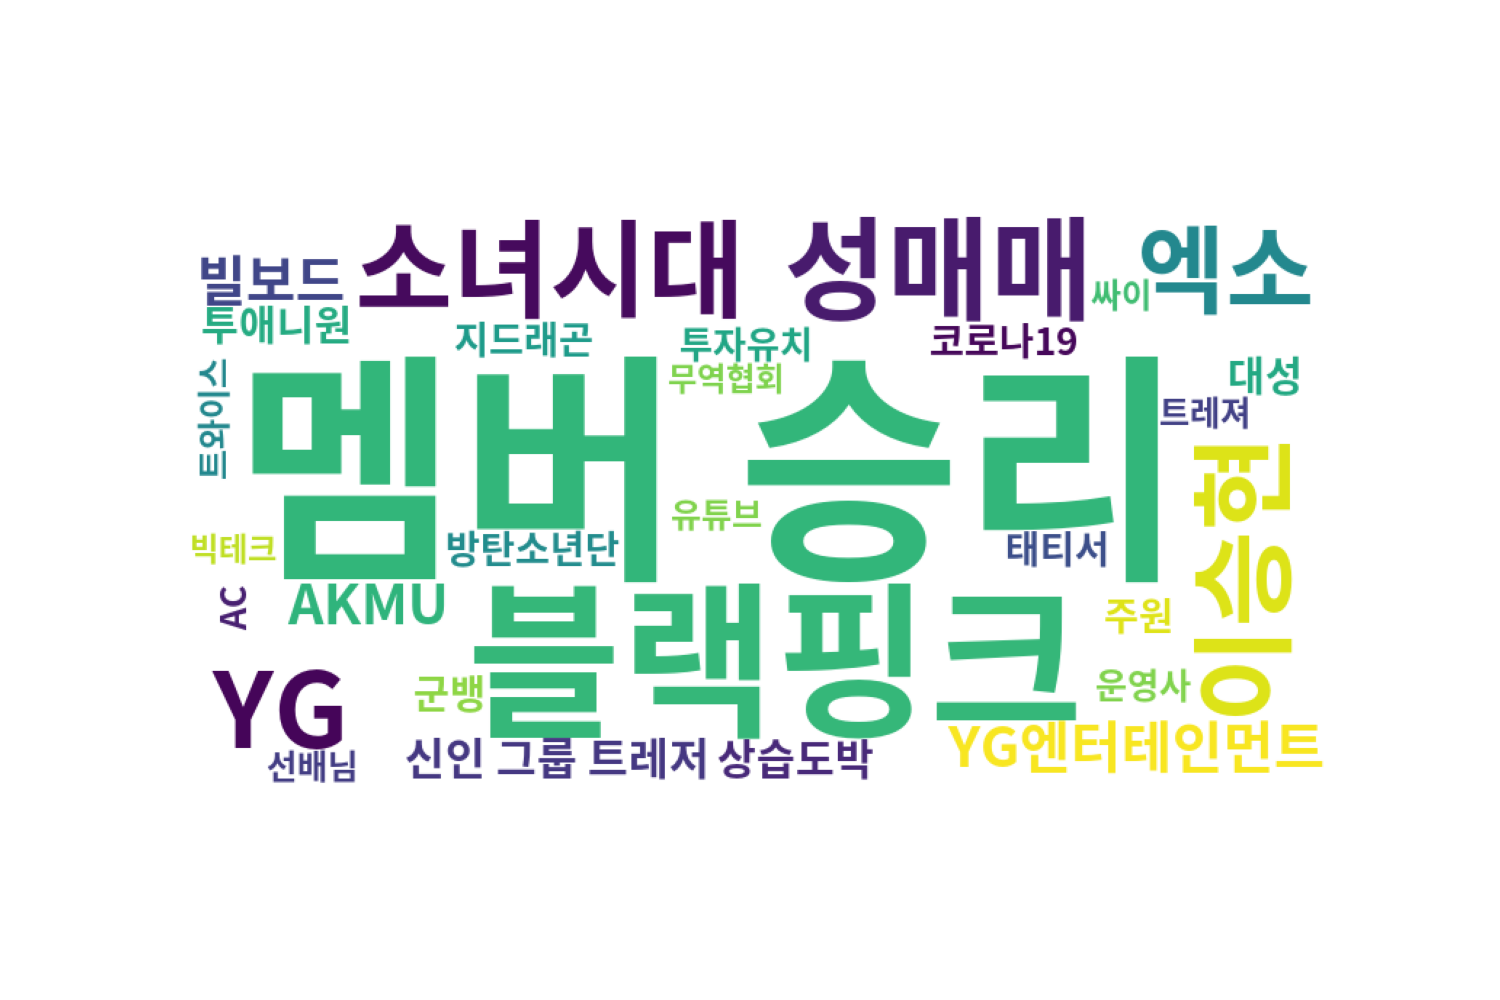 소녀시대 성매매 엑소
빌보드
싸이
투애니원
지드래곤
투자유치
코로나19
무역협회
대성
트와이스
멤버 승리
트레져
이승현
유튜브
빅테크
방탄소년단
태티서
AC
AKMU
블랙핑크
주원
YG
군뱅
운영사
선배님
신인 그룹 트레저
상습도박
YG엔터테인먼트